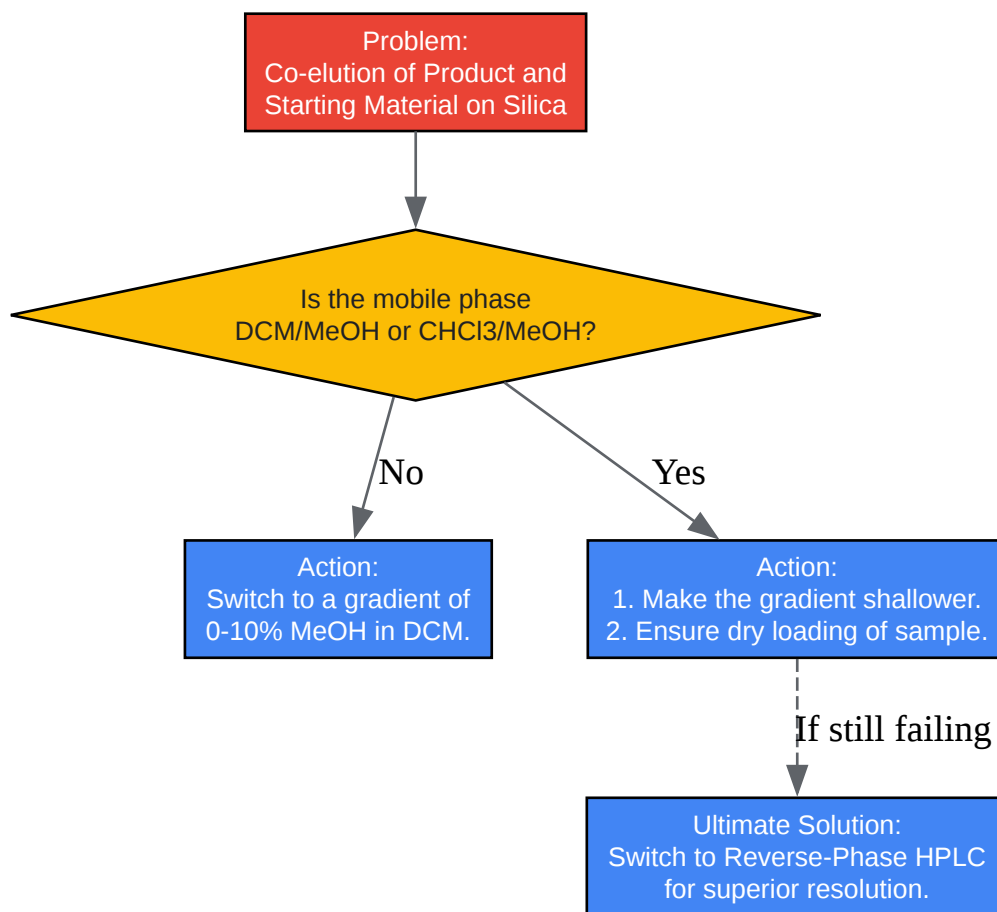 Problem:
Co-elution of Product and
Starting Material on Silica
Is the mobile phase
DCM/MeOH or CHCl3/MeOH?
No
Yes
Action:
Switch to a gradient of
0-10% MeOH in DCM.
Action:
1. Make the gradient shallower.
2. Ensure dry loading of sample.
If still failing
Ultimate Solution:
Switch to Reverse-Phase HPLC
for superior resolution.